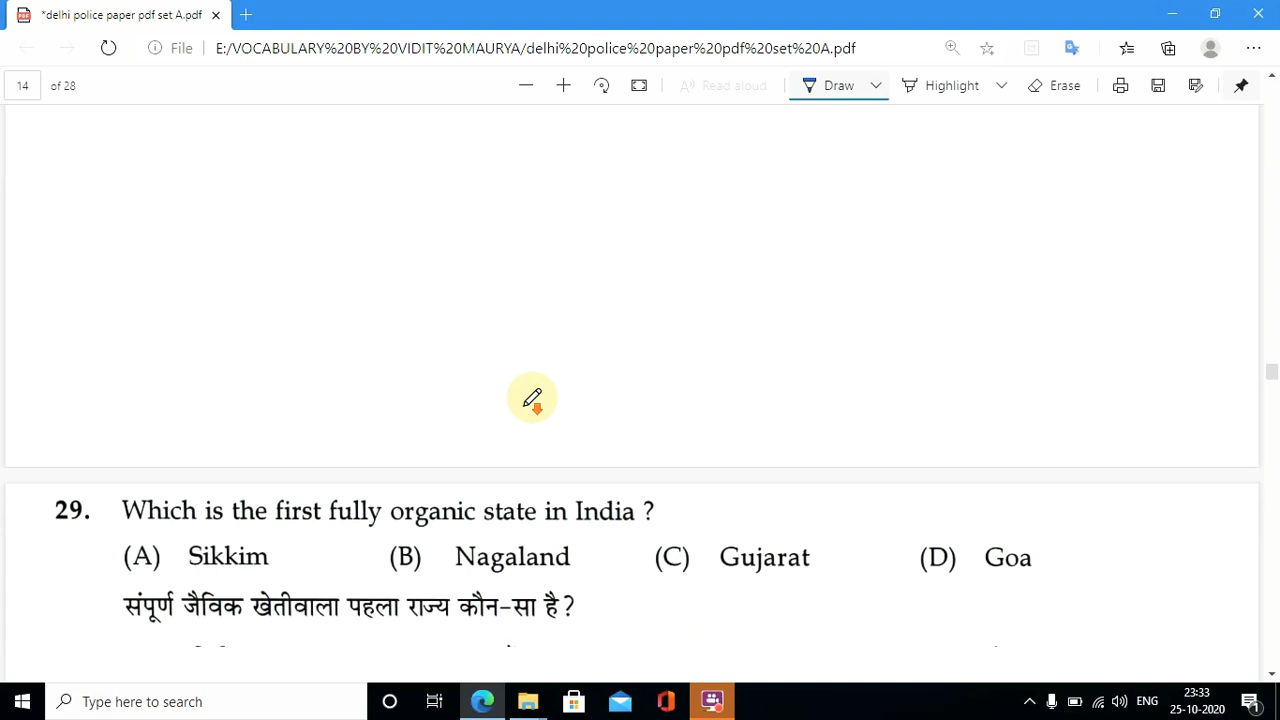 *delhi police paper pdf set A.pdf
File
E:/VOCABULARY%20BY%20VIDIT%20MAURYA/delhi%20police%20paper%20pdf%20set%20A.pdf
14 of 28
Read aloud
Draw
Highlight
Erase
29. Which is the first fully organic state in India ?
(A) Sikkim (B) Nagaland (C) Gujarat (D) Goa
संपूर्ण जैविक खेतीवाला पहला राज्य कौन-सा है?
Type here to search
ENG
23:33
25-10-2020
1